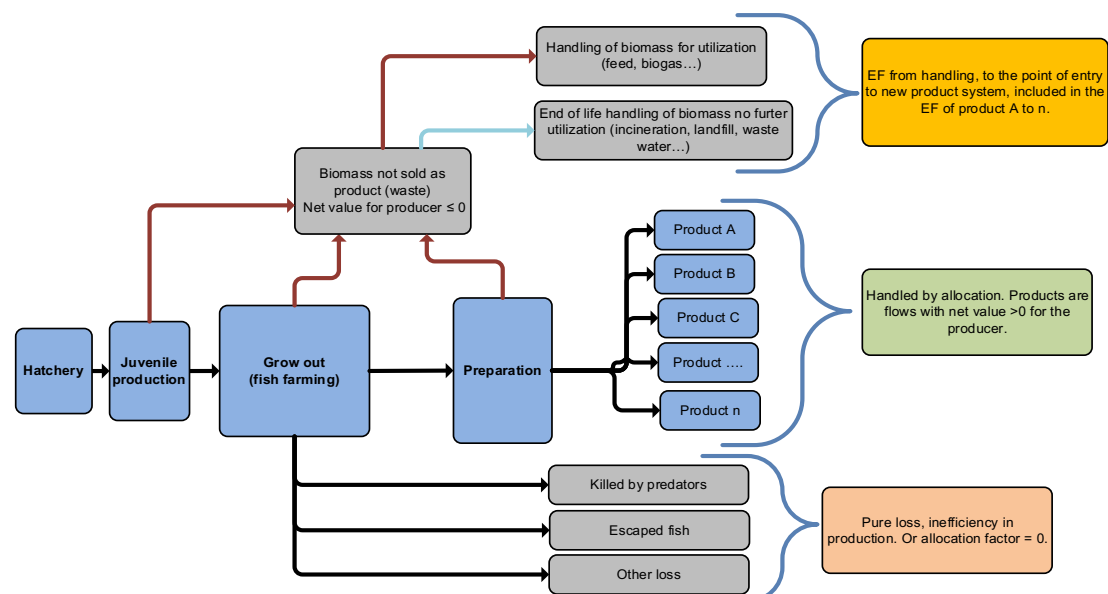 Handling of biomass for utilization
(feed, biogas…)
EF from handling, to the point of entry
to new product system, included in the
EF of product A to n.
End of life handling of biomass no furter
utilization (incineration, landfill, waste
water…)
Biomass not sold as
product (waste)
Net value for producer ≤ 0
Product A
Product B
Product C
Product ….
Product n
Handled by allocation. Products are
flows with net value >0 for the
producer.
Hatchery
Juvenile
production
Grow out
(fish farming)
Preparation
Killed by predators
Escaped fish
Other loss
Pure loss, inefficiency in
production. Or allocation factor = 0.